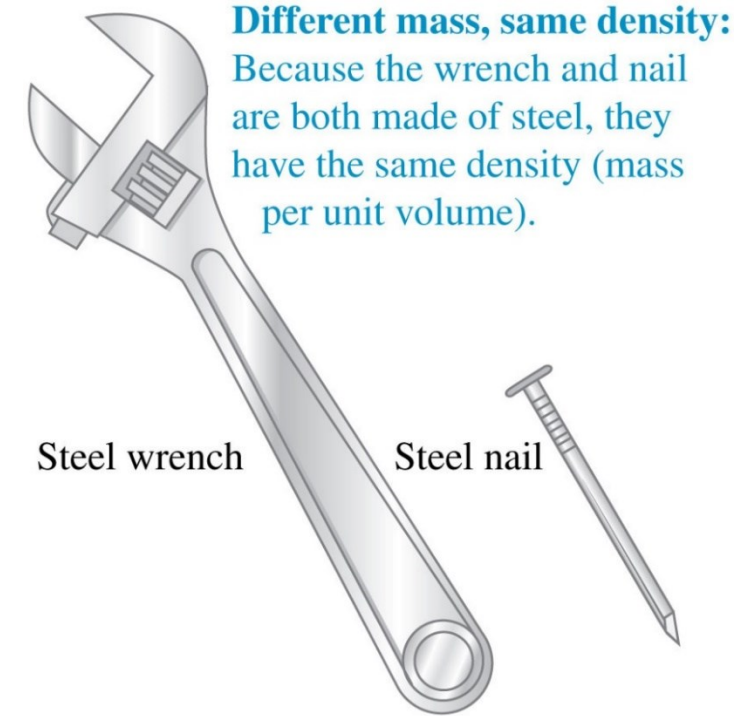 Different mass, same density:
Because the wrench and nail
are both made of steel, they
have the same density (mass
per unit volume).
Steel wrench
Steel nail